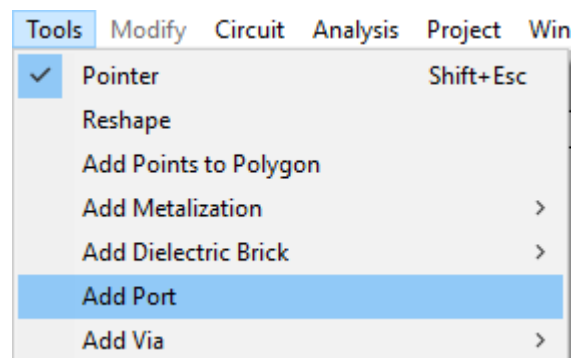 Tools Modify Circuit Analysis Project Win
Pointer Shift+Esc
Reshape
Add Points to Polygon
Add Metalization
Add Dielectric Brick
Add Port
Add Via